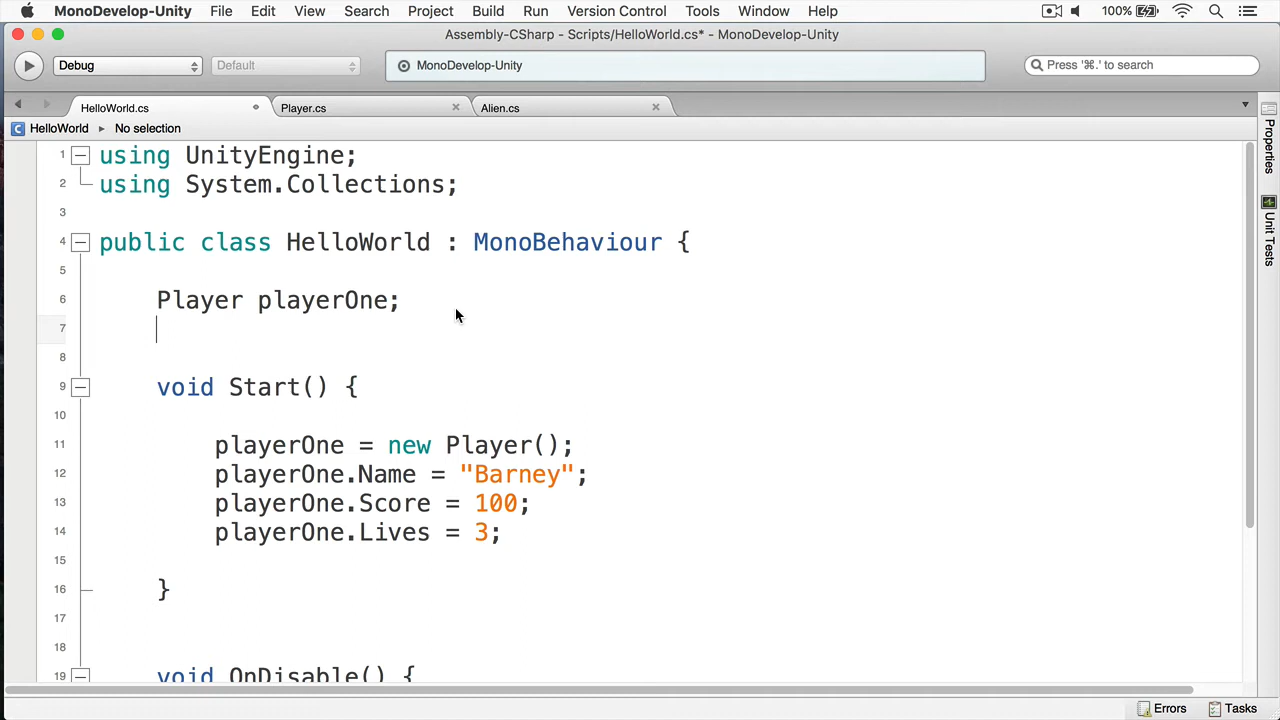 MonoDevelop-Unity File Edit View Search Project Build Run Version Control Tools Window Help 100%
Assembly-CSharp - Scripts/HelloWorld.cs* - MonoDevelop-Unity
Debug Default MonoDevelop-Unity Press '⌘.' to search
HelloWorld.cs Player.cs Alien.cs
C HelloWorld ▸ No selection
1 using UnityEngine;
2 using System.Collections;
3
4 public class HelloWorld : MonoBehaviour {
5
6 Player playerOne;
7
8
9 void Start() {
10
11 playerOne = new Player();
12 playerOne.Name = "Barney";
13 playerOne.Score = 100;
14 playerOne.Lives = 3;
15
16 }
17
18
19 void OnDisable() {
Properties
Unit Tests
Errors Tasks